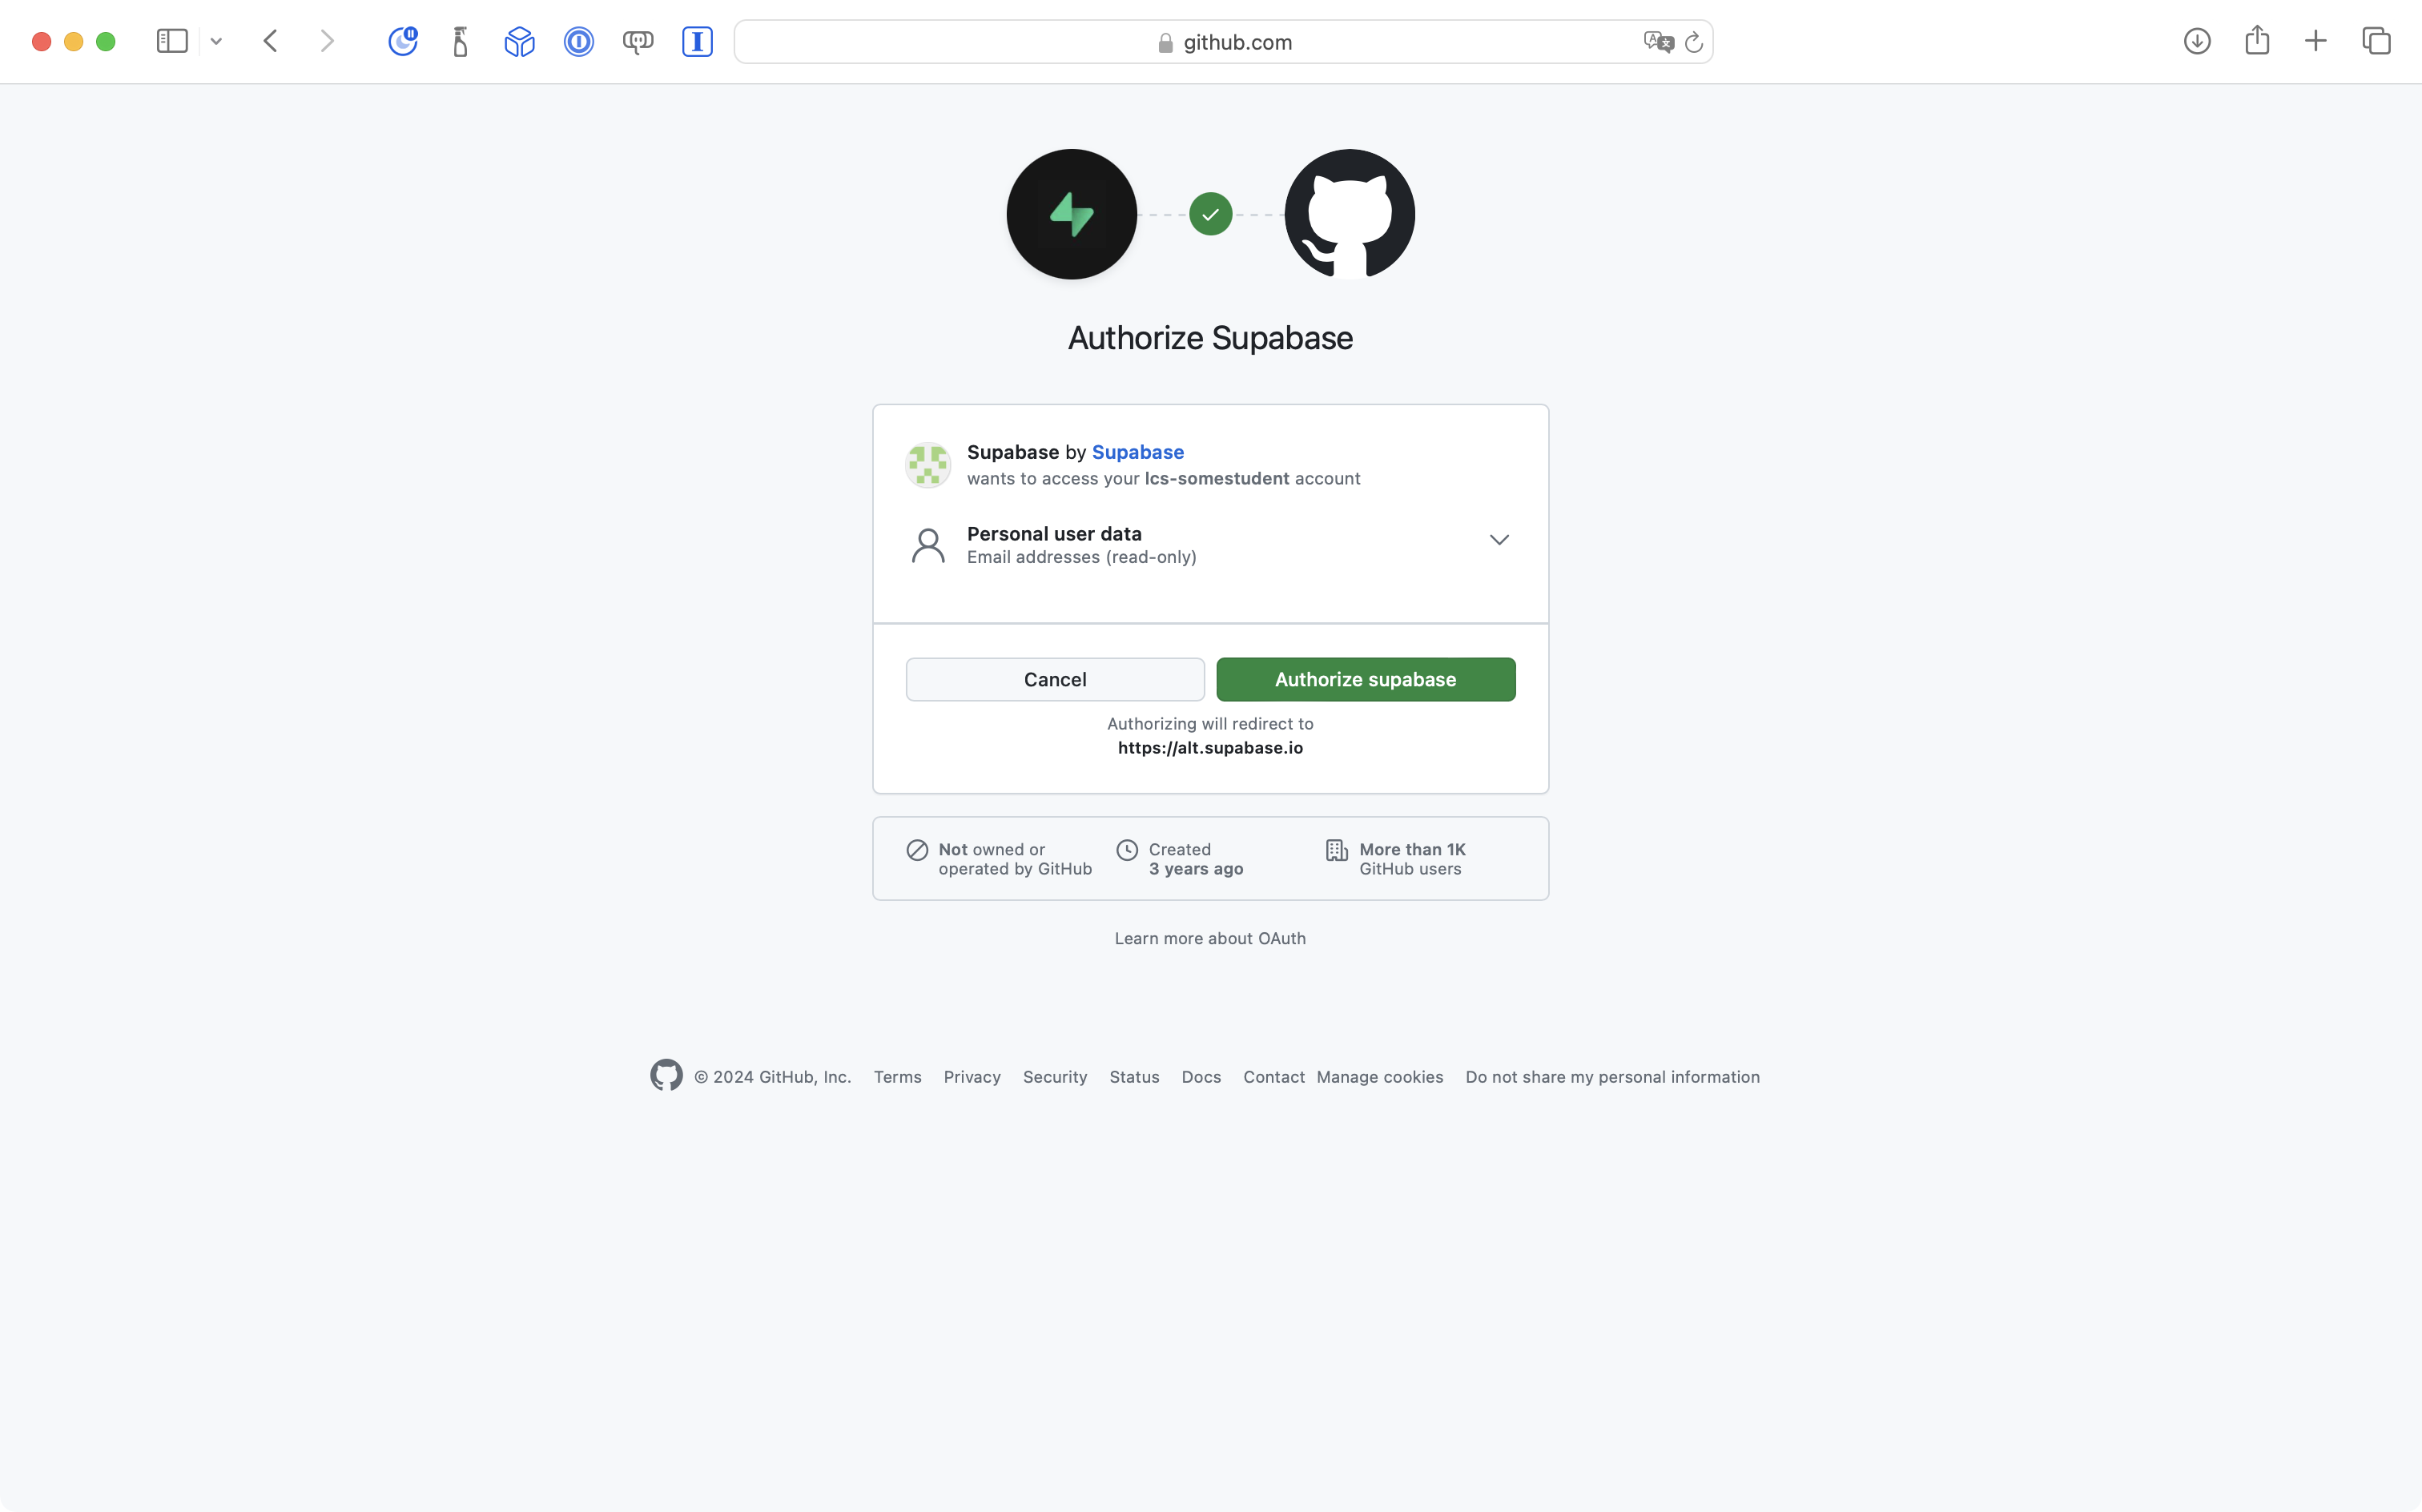 github.com
Authorize Supabase
Supabase by Supabase
wants to access your lcs-somestudent account
Personal user data
Email addresses (read-only)
Cancel
Authorize supabase
Authorizing will redirect to
https://alt.supabase.io
Not owned or
operated by GitHub
Created
3 years ago
More than 1K
GitHub users
Learn more about OAuth
© 2024 GitHub, Inc. Terms Privacy Security Status Docs Contact Manage cookies Do not share my personal information